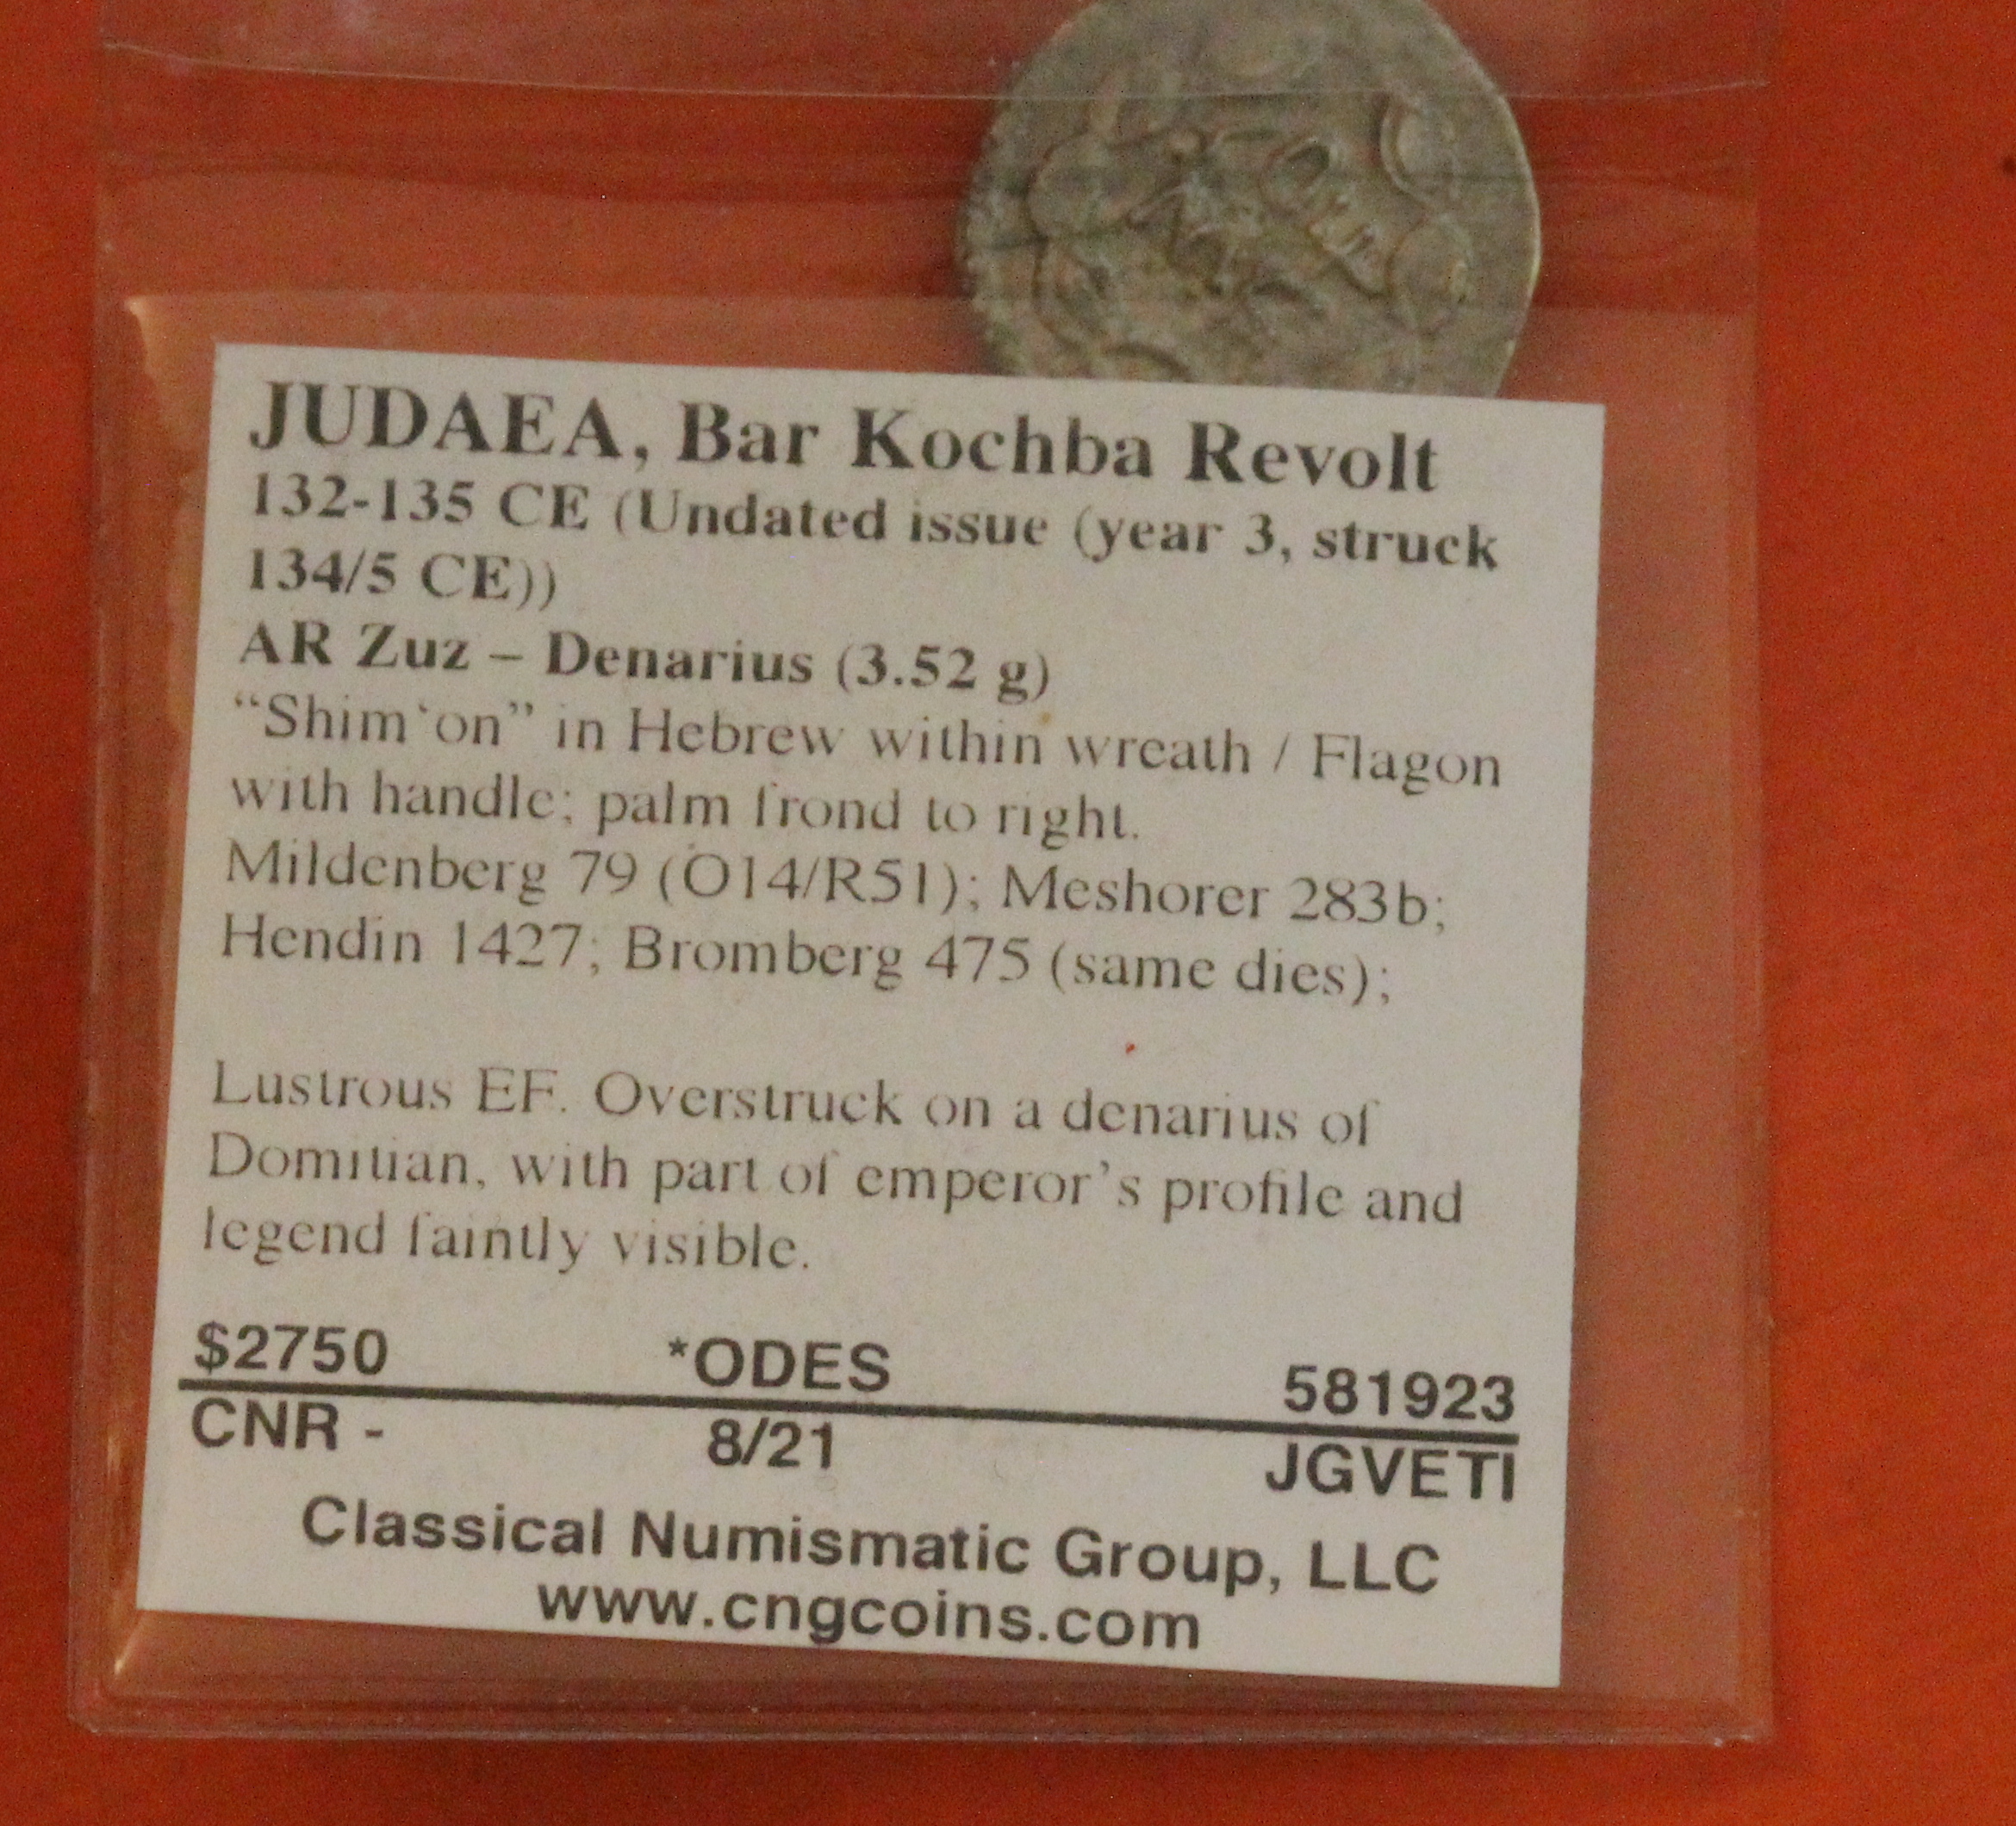 JUDAEA, Bar Kochba Revolt
132-135 CE (Undated issue (year 3, struck
134/5 CE))
AR Zuz – Denarius (3.52 g)
“Shim‘on” in Hebrew within wreath / Flagon
with handle; palm frond to right.
Mildenberg 79 (O14/R51); Meshorer 283b;
Hendin 1427; Bromberg 475 (same dies);
Lustrous EF. Overstruck on a denarius of
Domitian, with part of emperor’s profile and
legend faintly visible.
$2750 *ODES 581923
CNR - 8/21 JGVETI
Classical Numismatic Group, LLC
www.cngcoins.com